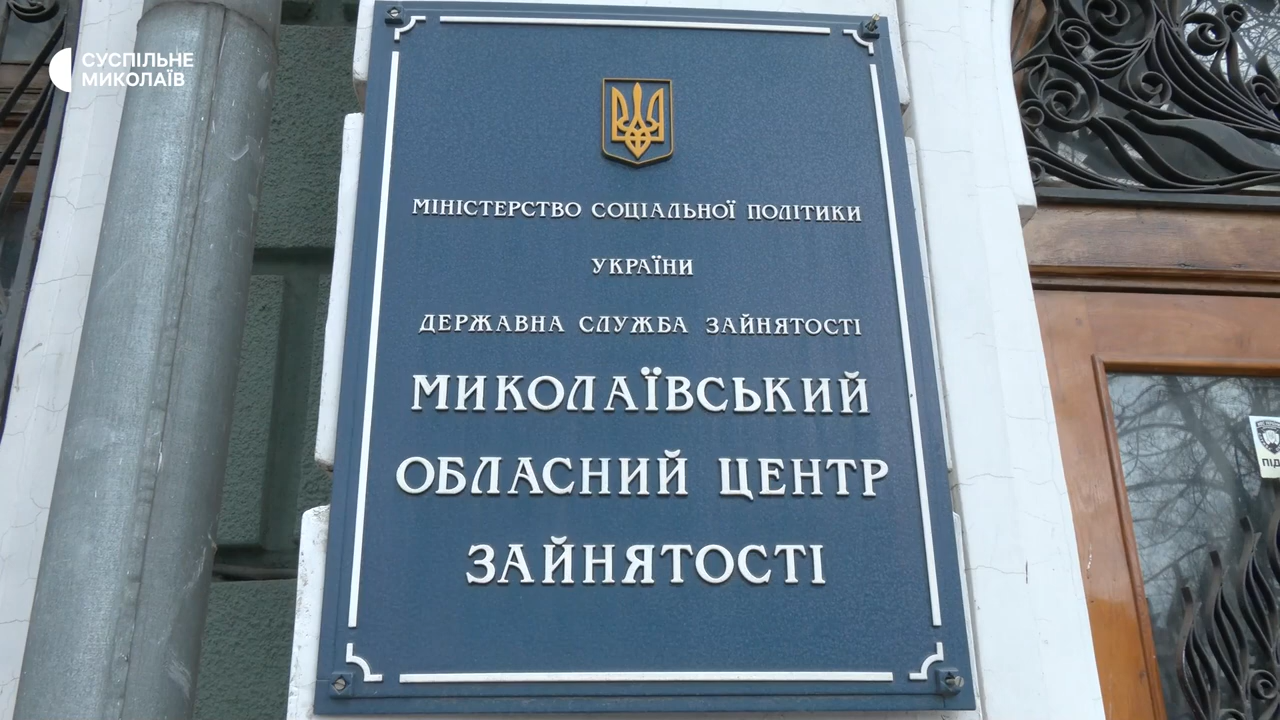 СУСПІЛЬНЕ
МИКОЛАЇВ
МІНІСТЕРСТВО СОЦІАЛЬНОЇ ПОЛІТИКИ
УКРАЇНИ
ДЕРЖАВНА СЛУЖБА ЗАЙНЯТОСТІ
МИКОЛАЇВСЬКИЙ
ОБЛАСНИЙ ЦЕНТР
ЗАЙНЯТОСТІ